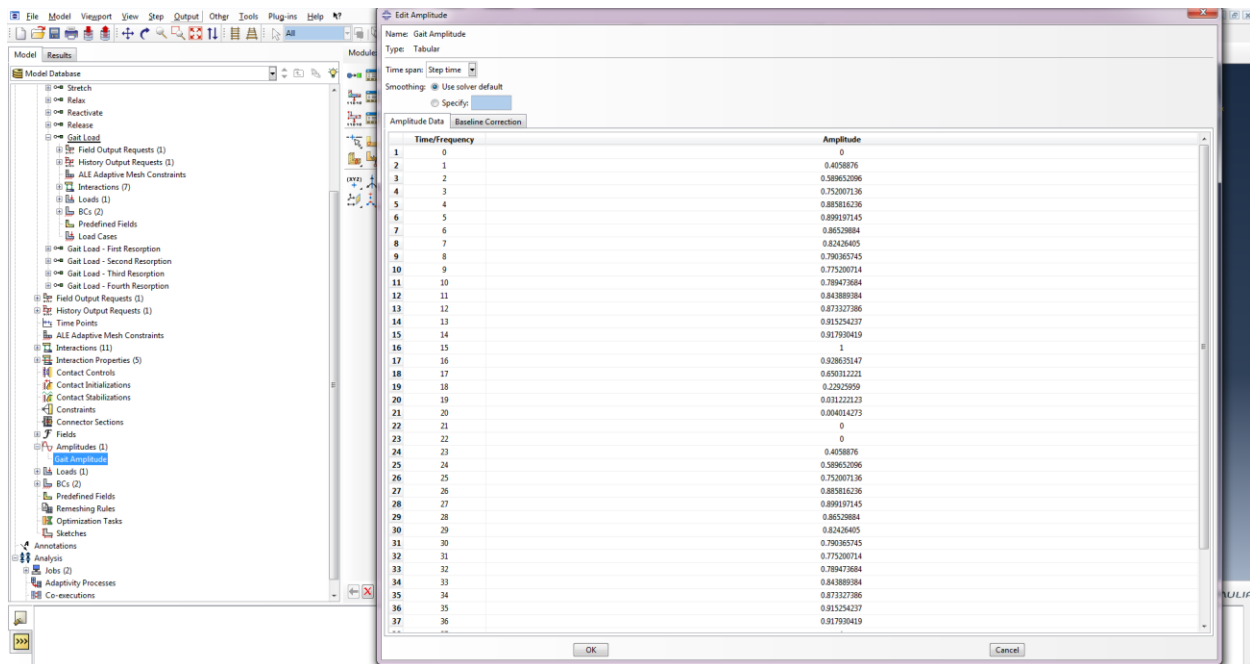 File Model Viewport View Step Output Other Tools Plug-ins Help
All
Model Results
Module
Model Database
Stretch
Relax
Reactivate
Release
Gait Load
Field Output Requests (1)
History Output Requests (1)
ALE Adaptive Mesh Constraints
Interactions (7)
Loads (1)
BCs (2)
Predefined Fields
Load Cases
Gait Load - First Resorption
Gait Load - Second Resorption
Gait Load - Third Resorption
Gait Load - Fourth Resorption
Field Output Requests (1)
History Output Requests (1)
Time Points
ALE Adaptive Mesh Constraints
Interactions (11)
Interaction Properties (5)
Contact Controls
Contact Initializations
Contact Stabilizations
Constraints
Connector Sections
Fields
Amplitudes (1)
Gait Amplitude
Loads (1)
BCs (2)
Predefined Fields
Remeshing Rules
Optimization Tasks
Sketches
Annotations
Analysis
Jobs (2)
Adaptivity Processes
Co-executions
(XYZ)
>>>
Edit Amplitude
Name: Gait Amplitude
Type: Tabular
Time span: Step time
Smoothing: Use solver default
Specify:
Amplitude Data Baseline Correction
Time/Frequency Amplitude
1 0 0
2 1 0.4058876
3 2 0.589652096
4 3 0.752007136
5 4 0.885816236
6 5 0.899197145
7 6 0.86529884
8 7 0.82426405
9 8 0.790365745
10 9 0.775200714
11 10 0.789473684
12 11 0.843889384
13 12 0.873327386
14 13 0.915254237
15 14 0.917930419
16 15 1
17 16 0.928635147
18 17 0.650312221
19 18 0.22925959
20 19 0.031222123
21 20 0.004014273
22 21 0
23 22 0
24 23 0.4058876
25 24 0.589652096
26 25 0.752007136
27 26 0.885816236
28 27 0.899197145
29 28 0.86529884
30 29 0.82426405
31 30 0.790365745
32 31 0.775200714
33 32 0.789473684
34 33 0.843889384
35 34 0.873327386
36 35 0.915254237
37 36 0.917930419
OK Cancel